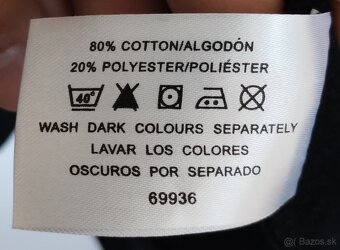 80% COTTON/ALGODÓN
20% POLYESTER/POLIÉSTER
40°
WASH DARK COLOURS SEPARATELY
LAVAR LOS COLORES
OSCUROS POR SEPARADO
69936
Bazos.sk